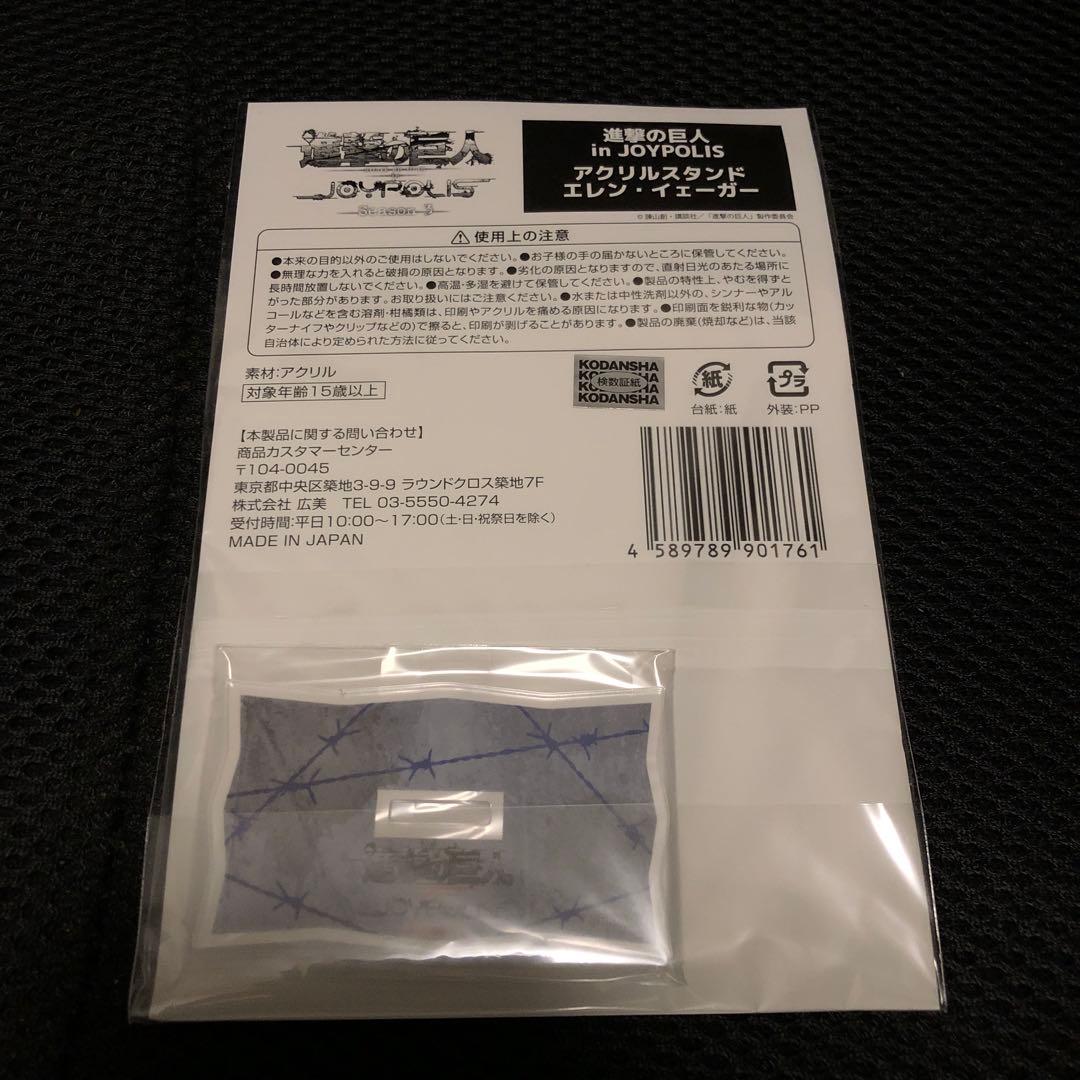 進撃の巨人
JOYPOLIS
Season 3
進撃の巨人
in JOYPOLIS
アクリルスタンド
エレン・イェーガー
© 諫山創・講談社/「進撃の巨人」製作委員会
使用上の注意
●本来の目的以外のご使用はしないでください。●お子様の手の届かないところに保管してください。
●無理な力を入れると破損の原因となります。●劣化の原因となりますので、直射日光のあたる場所に
長時間放置しないでください。●高温・多湿を避けて保管してください。●製品の特性上、やむを得ずと
がった部分があります。お取り扱いにはご注意ください。●水または中性洗剤以外の、シンナーやアル
コールなどを含む溶剤・柑橘類は、印刷やアクリルを痛める原因になります。●印刷面を鋭利な物(カッ
ターナイフやクリップなどの)で擦ると、印刷が剥げることがあります。●製品の廃棄(焼却など)は、当該
自治体により定められた方法に従ってください。
素材:アクリル
対象年齢15歳以上
KODANSHA
検数証紙
KODANSHA
紙
台紙:紙
プラ
外装:PP
【本製品に関する問い合わせ】
商品カスタマーセンター
〒104-0045
東京都中央区築地3-9-9 ラウンドクロス築地7F
株式会社 広美 TEL 03-5550-4274
受付時間:平日10:00〜17:00(土・日・祝祭日を除く)
MADE IN JAPAN
4 589789 901761
進撃の巨人